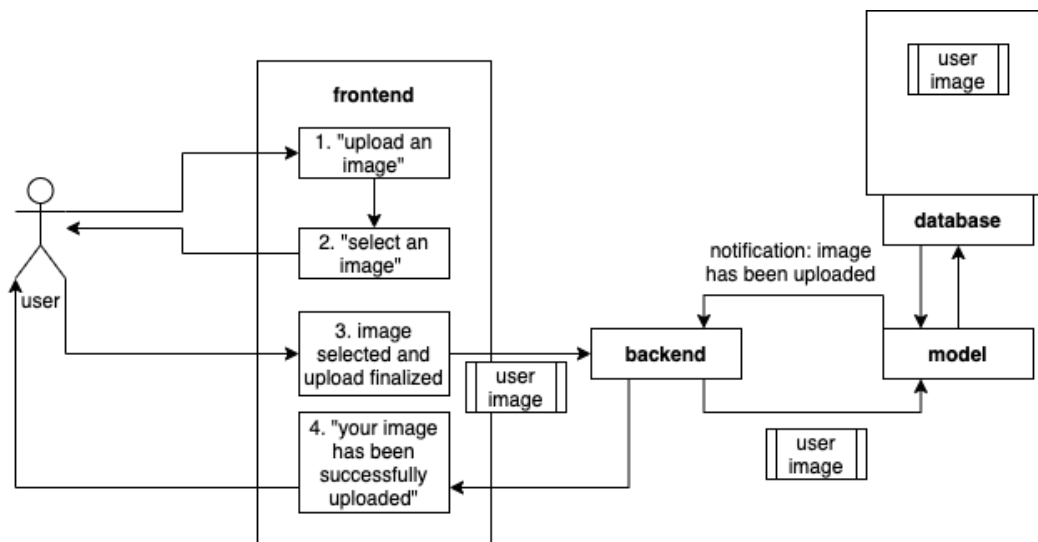 frontend
1. "upload an
image"
2. "select an
image"
user
3. image
selected and
upload finalized
4. "your image
has been
successfully
uploaded"
user
image
backend
notification: image
has been uploaded
user
image
model
database
user
image